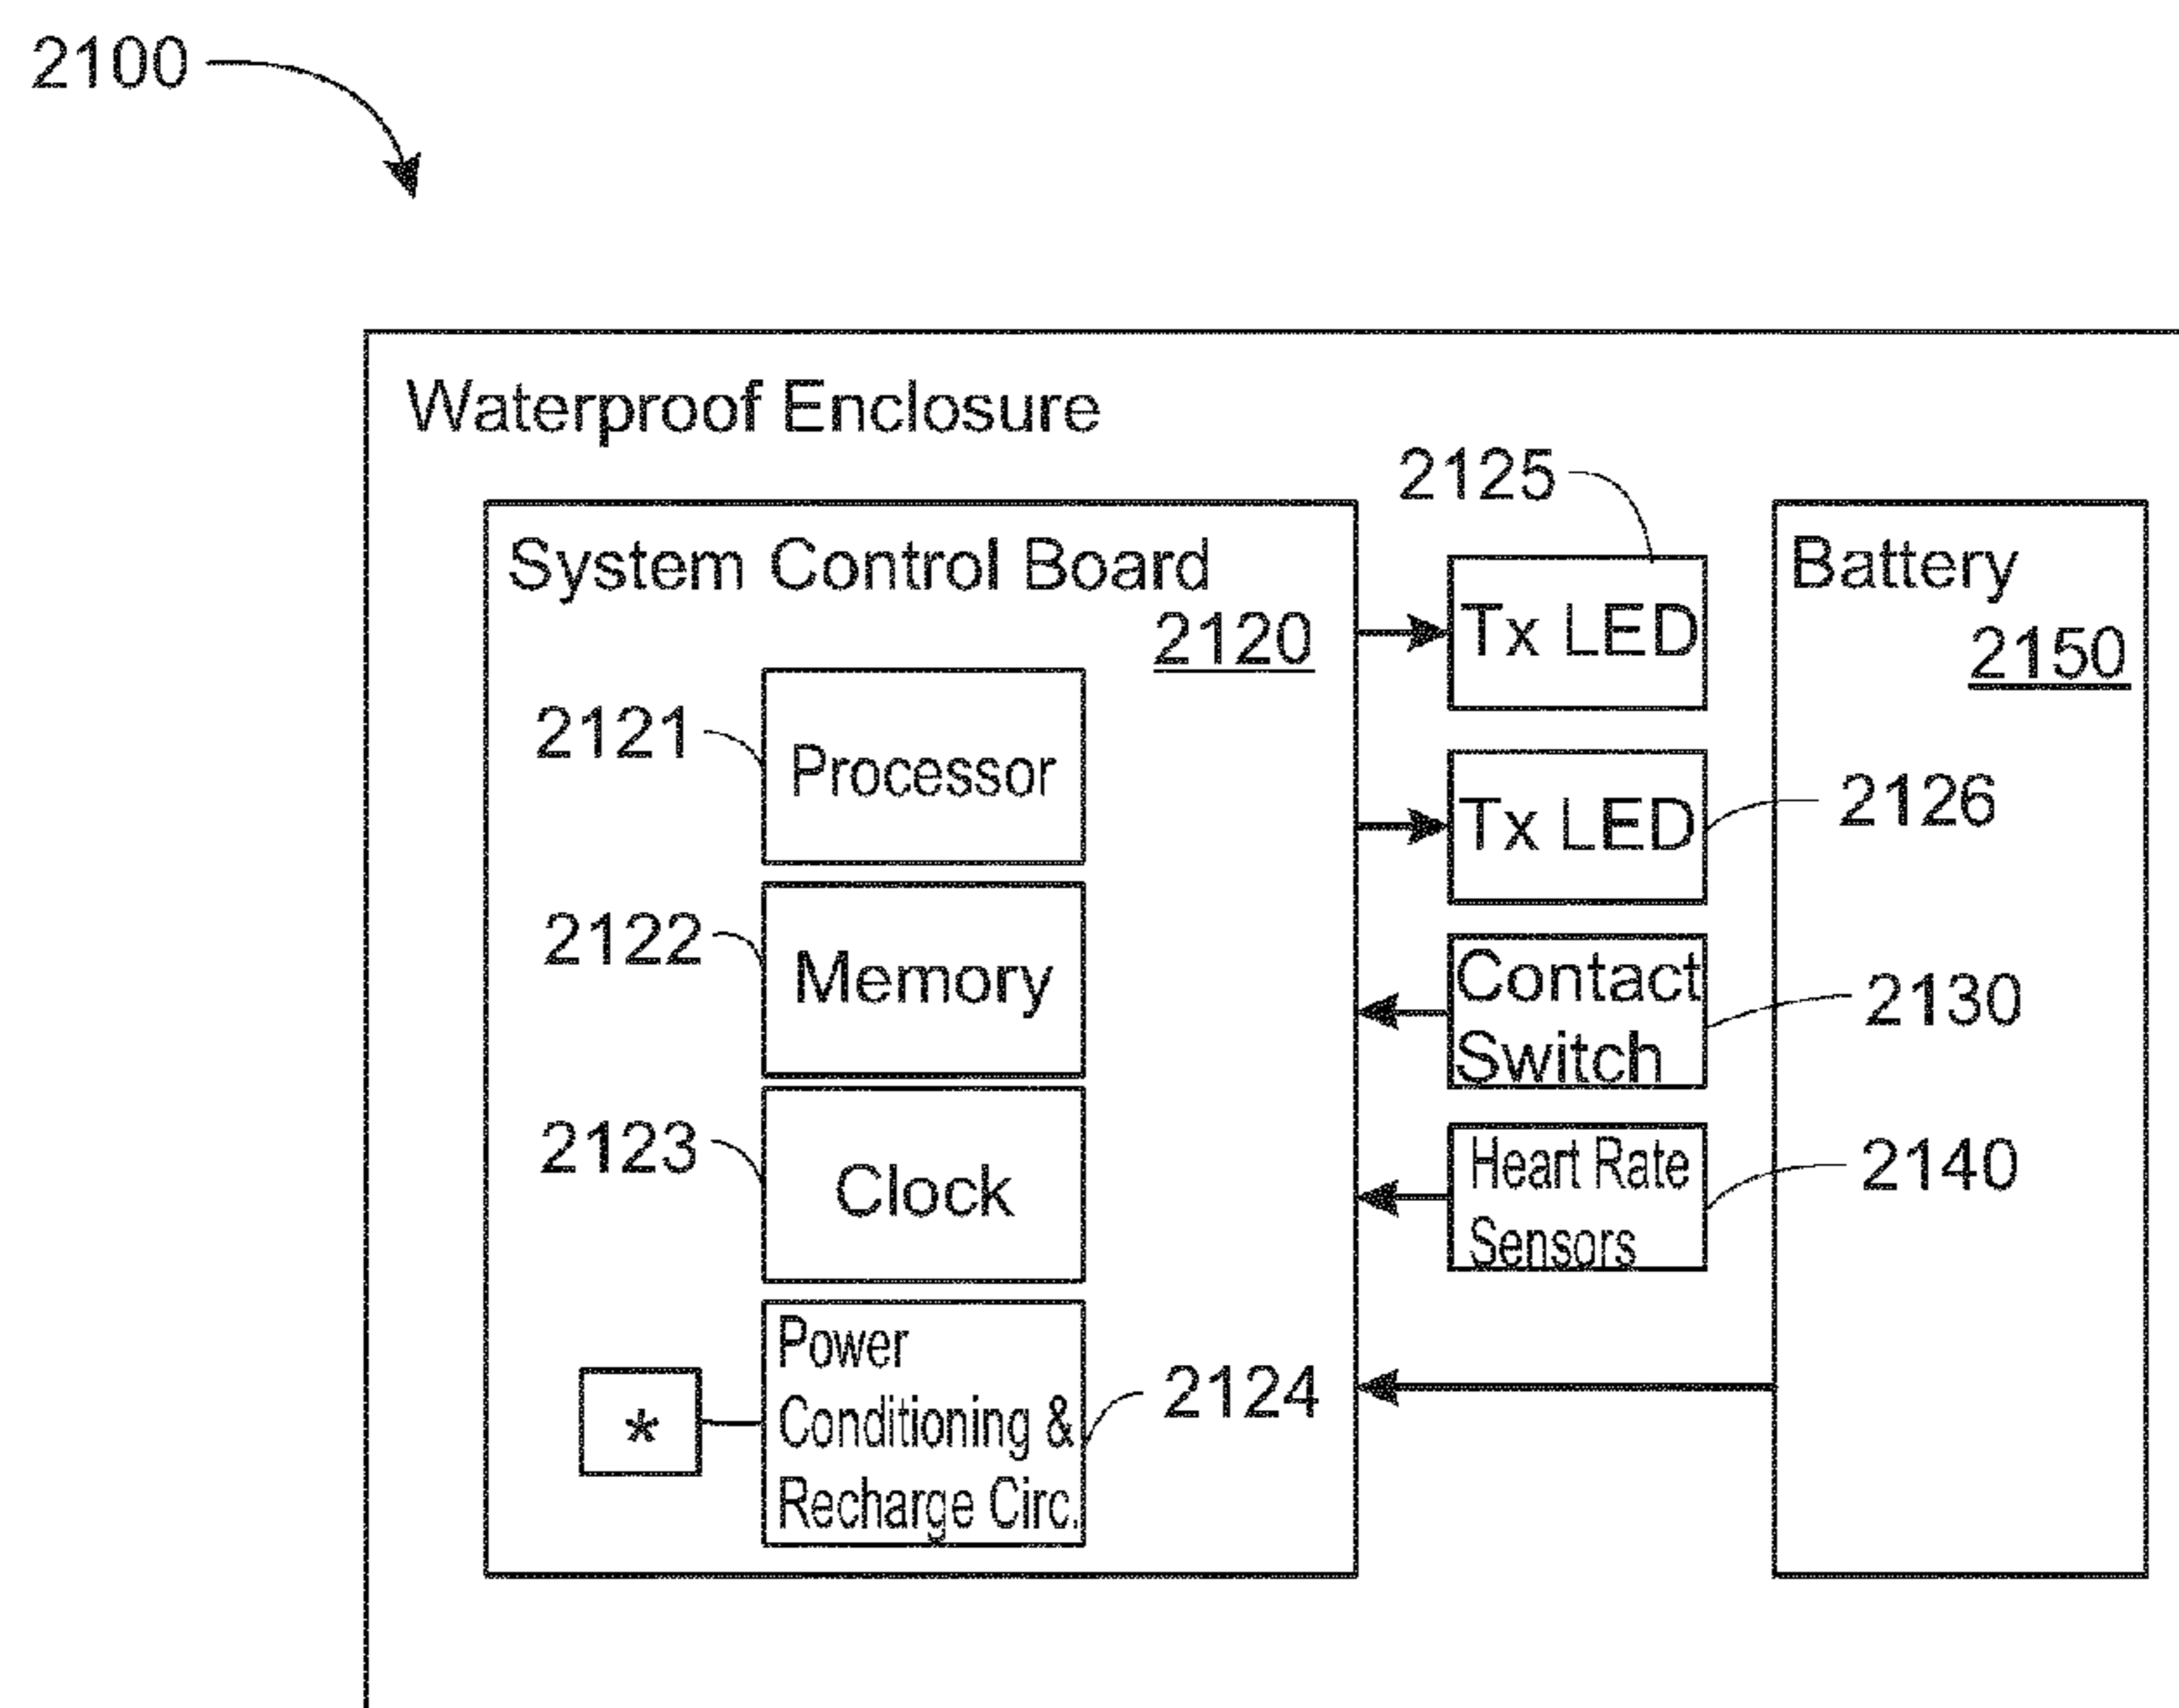 2100
Waterproof Enclosure
System Control Board
2120
2121
Processor
2122
Memory
2123
Clock
*
Power
Conditioning &
Recharge Circ.
2124
2125
Tx LED
Tx LED
2126
Contact
Switch
2130
Heart Rate
Sensors
2140
Battery
2150